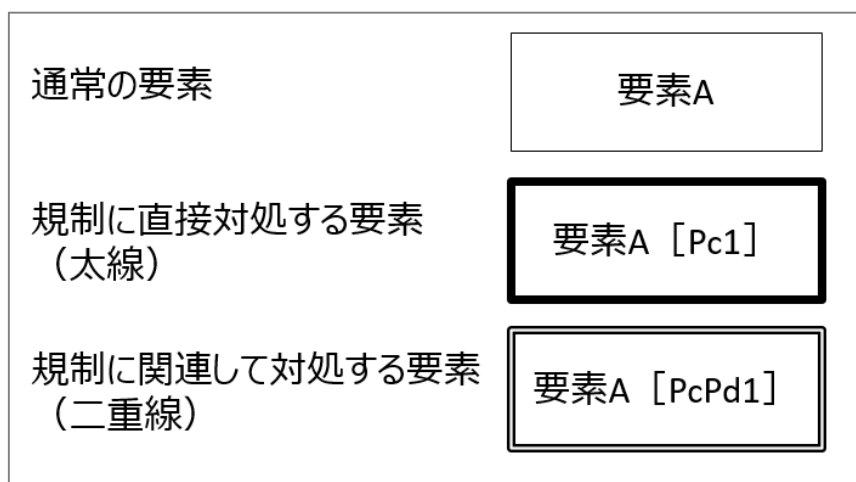 通常の要素
要素A
規制に直接対処する要素
（太線）
要素A［Pc1］
規制に関連して対処する要素
（二重線）
要素A［PcPd1］